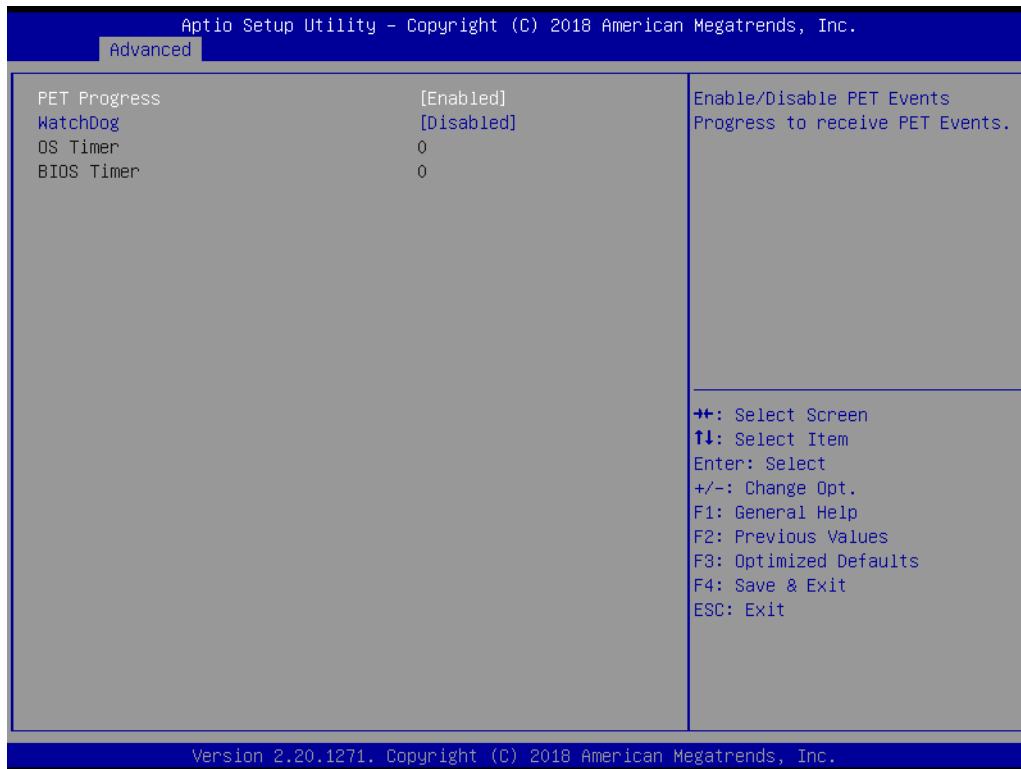 Aptio Setup Utility – Copyright (C) 2018 American Megatrends, Inc.
Advanced
PET Progress [Enabled]
WatchDog [Disabled]
OS Timer 0
BIOS Timer 0
Enable/Disable PET Events
Progress to receive PET Events.
→←: Select Screen
↑↓: Select Item
Enter: Select
+/-: Change Opt.
F1: General Help
F2: Previous Values
F3: Optimized Defaults
F4: Save & Exit
ESC: Exit
Version 2.20.1271. Copyright (C) 2018 American Megatrends, Inc.